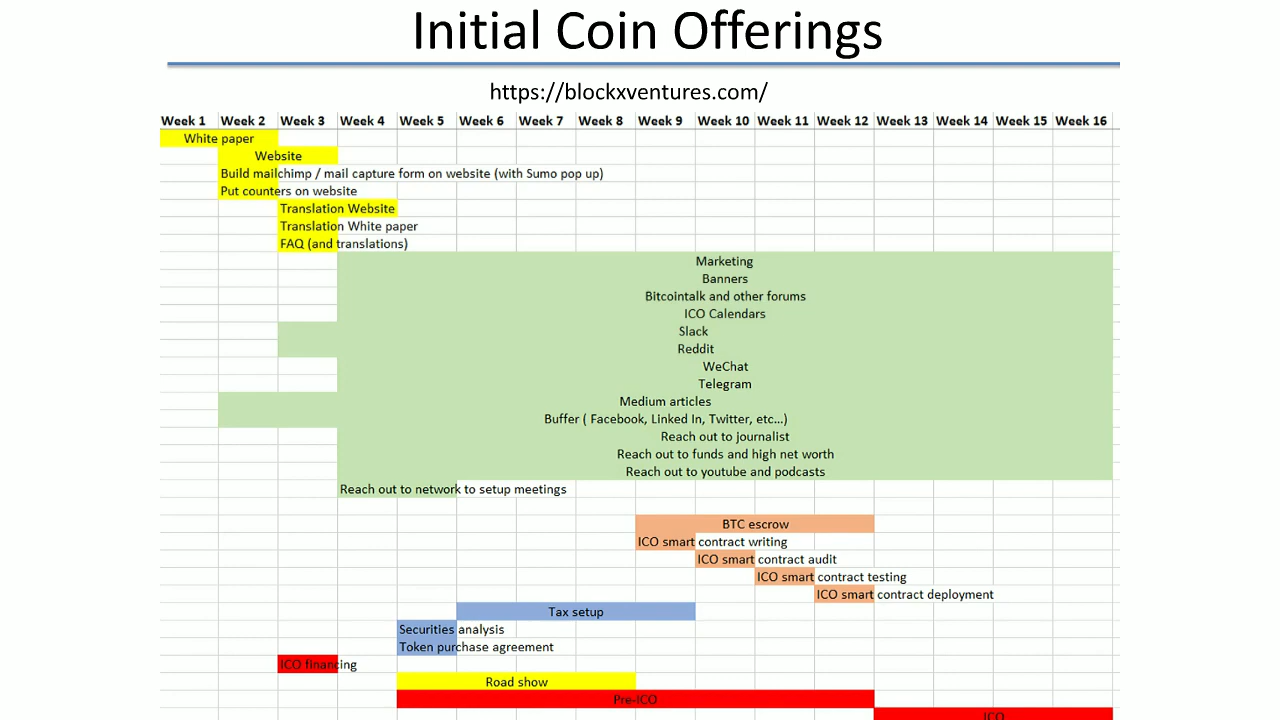 Initial Coin Offerings
https://blockxventures.com/
Week 1 Week 2 Week 3 Week 4 Week 5 Week 6 Week 7 Week 8 Week 9 Week 10 Week 11 Week 12 Week 13 Week 14 Week 15 Week 16
White paper
Website
Build mailchimp / mail capture form on website (with Sumo pop up)
Put counters on website
Translation Website
Translation White paper
FAQ (and translations)
Marketing
Banners
Bitcointalk and other forums
ICO Calendars
Slack
Reddit
WeChat
Telegram
Medium articles
Buffer ( Facebook, Linked In, Twitter, etc...)
Reach out to journalist
Reach out to funds and high net worth
Reach out to youtube and podcasts
Reach out to network to setup meetings
BTC escrow
ICO smart contract writing
ICO smart contract audit
ICO smart contract testing
ICO smart contract deployment
Tax setup
Securities analysis
Token purchase agreement
ICO financing
Road show
Pre-ICO
ICO